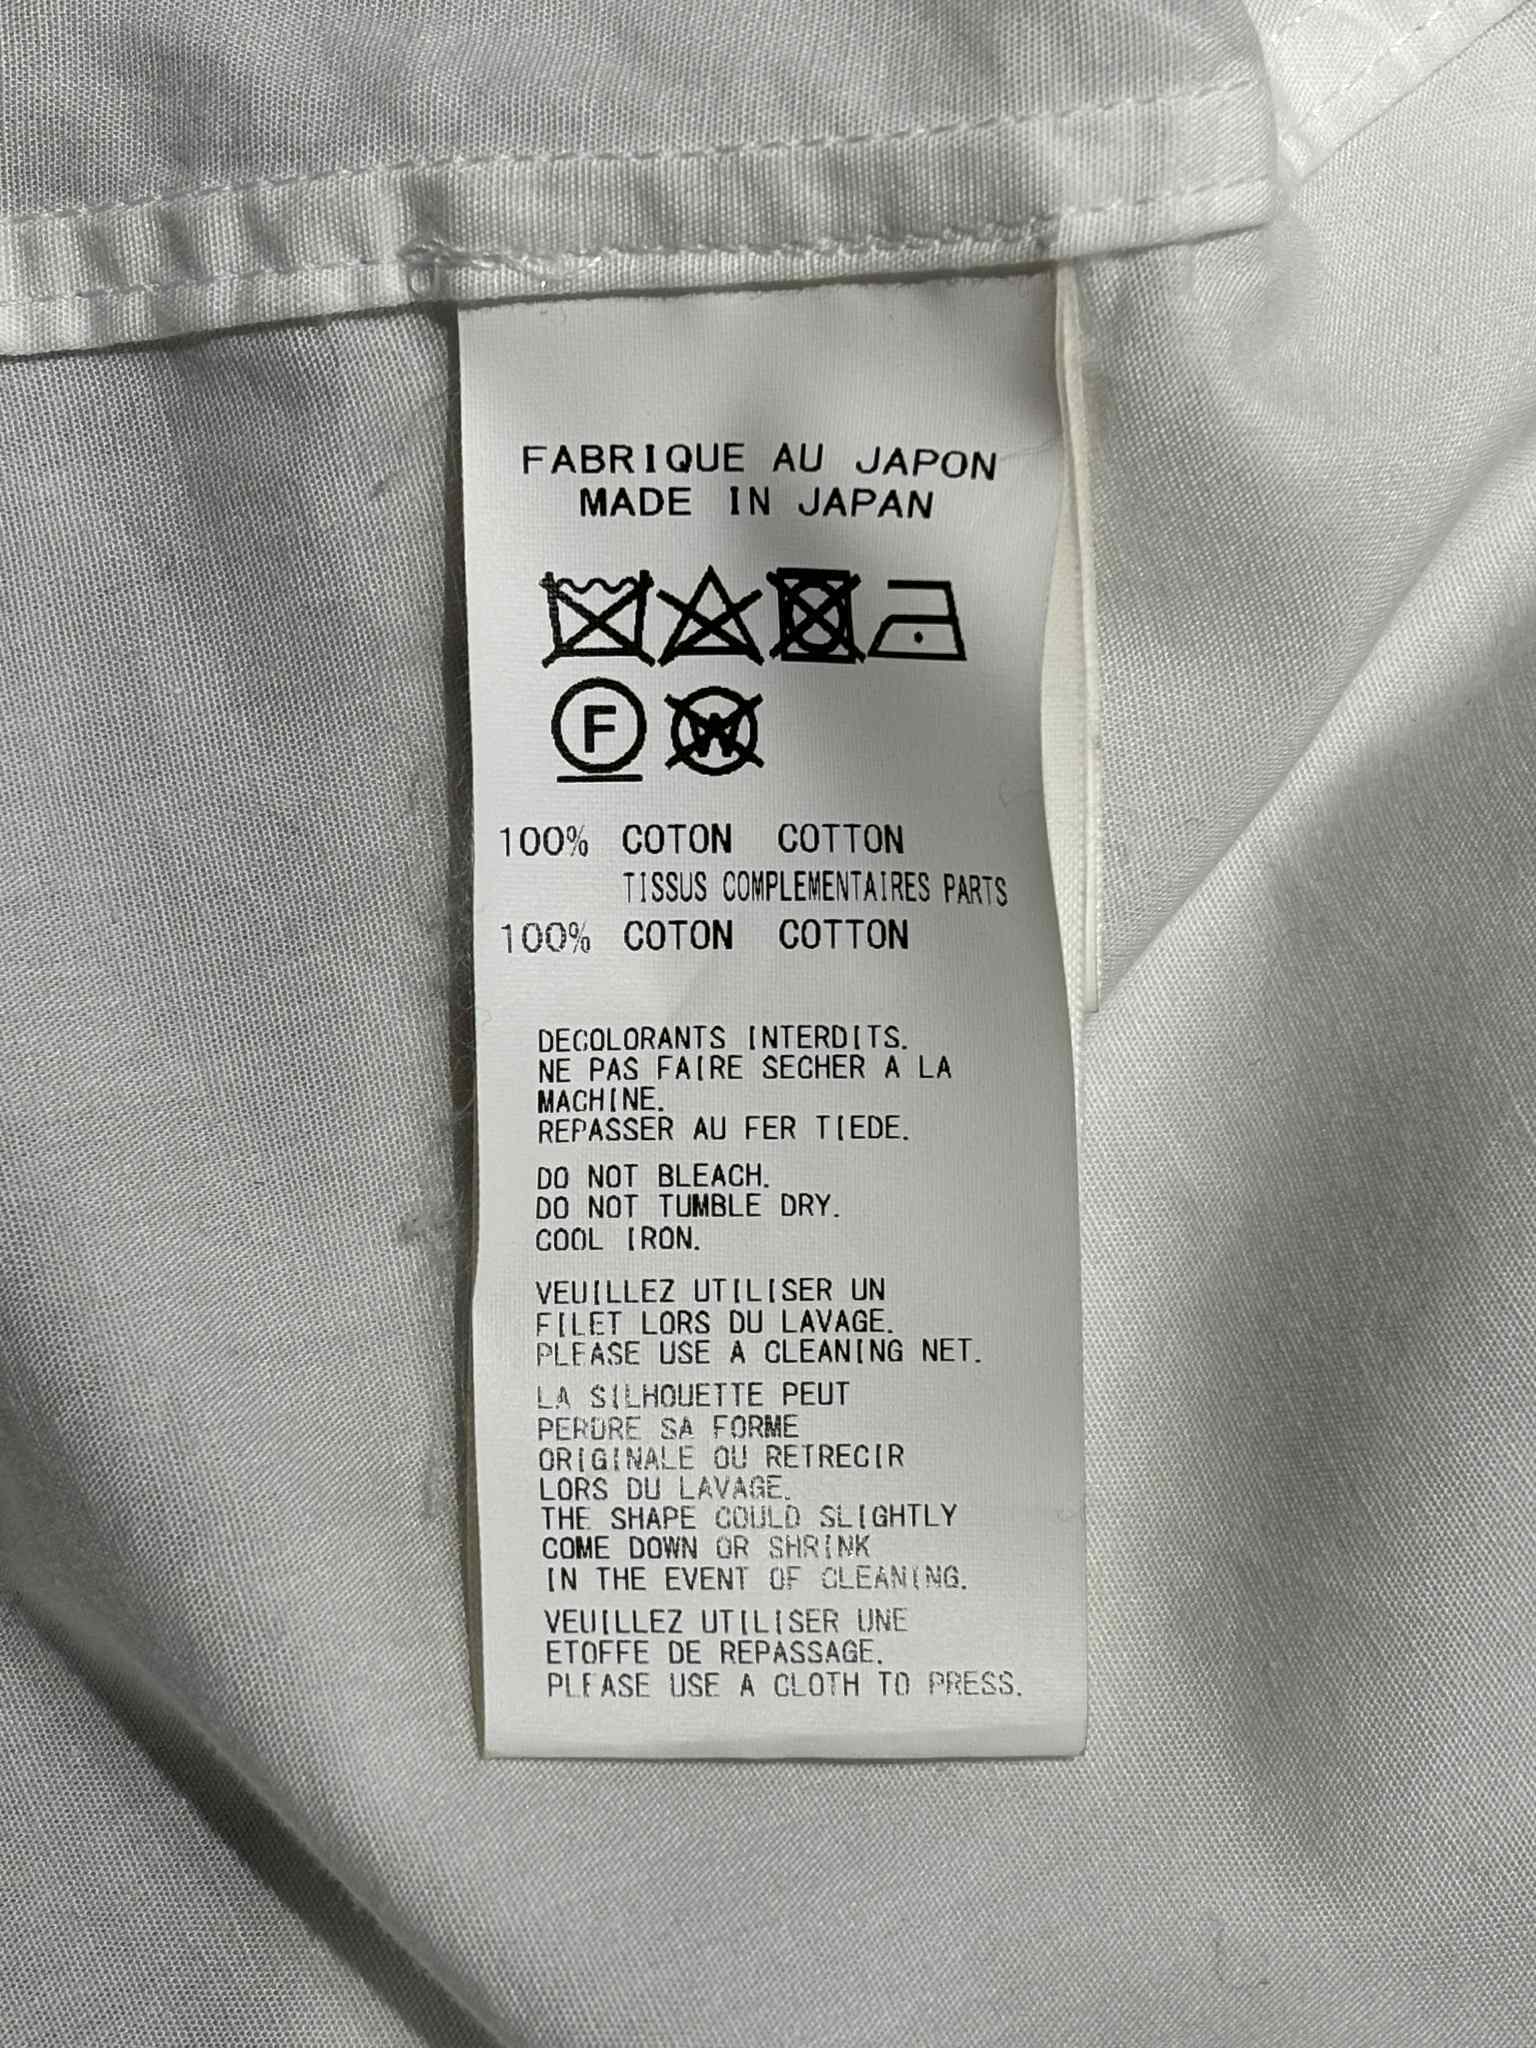 FABRIQUE AU JAPON
MADE IN JAPAN
F W
100% COTON COTTON
TISSUS COMPLEMENTAIRES PARTS
100% COTON COTTON
DECOLORANTS INTERDITS.
NE PAS FAIRE SECHER A LA
MACHINE.
REPASSER AU FER TIEDE.
DO NOT BLEACH.
DO NOT TUMBLE DRY.
COOL IRON.
VEUILLEZ UTILISER UN
FILET LORS DU LAVAGE.
PLEASE USE A CLEANING NET.
LA SILHOUETTE PEUT
PERDRE SA FORME
ORIGINALE OU RETRECIR
LORS DU LAVAGE.
THE SHAPE COULD SLIGHTLY
COME DOWN OR SHRINK
IN THE EVENT OF CLEANING.
VEUILLEZ UTILISER UNE
ETOFFE DE REPASSAGE.
PLEASE USE A CLOTH TO PRESS.